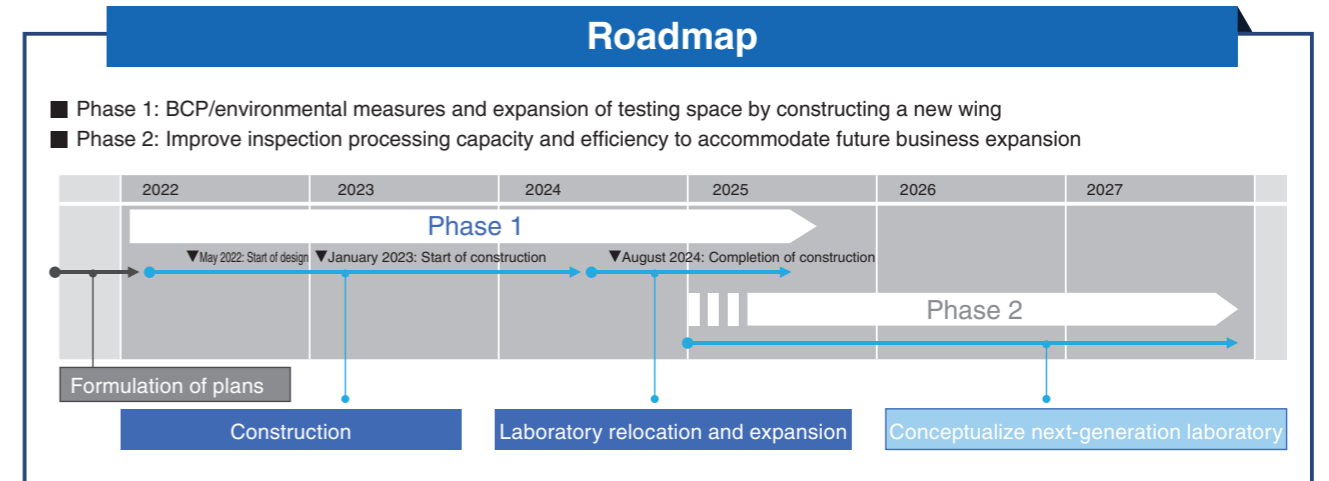 Roadmap
■ Phase 1: BCP/environmental measures and expansion of testing space by constructing a new wing
■ Phase 2: Improve inspection processing capacity and efficiency to accommodate future business expansion
2022 2023 2024 2025 2026 2027
Phase 1
▼May 2022: Start of design ▼January 2023: Start of construction ▼August 2024: Completion of construction
Phase 2
Formulation of plans
Construction Laboratory relocation and expansion Conceptualize next-generation laboratory